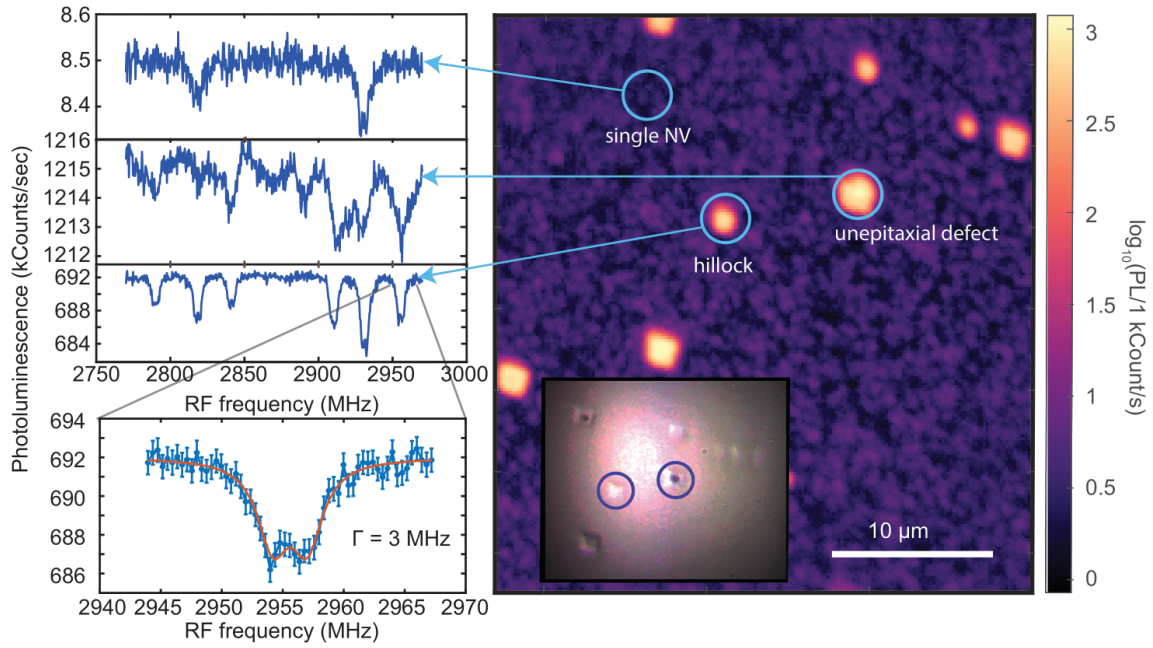 8.6
8.5
8.4
1216
1215
1214
1213
1212
692
688
684
2750 2800 2850 2900 2950 3000
RF frequency (MHz)
Photoluminescence (kCounts/sec)
694
692
690
688
686
Γ = 3 MHz
2940 2945 2950 2955 2960 2965 2970
RF frequency (MHz)
single NV
unepitaxial defect
hillock
10 µm
3
2.5
2
1.5
1
0.5
0
log₁₀(PL/1 kCount/s)